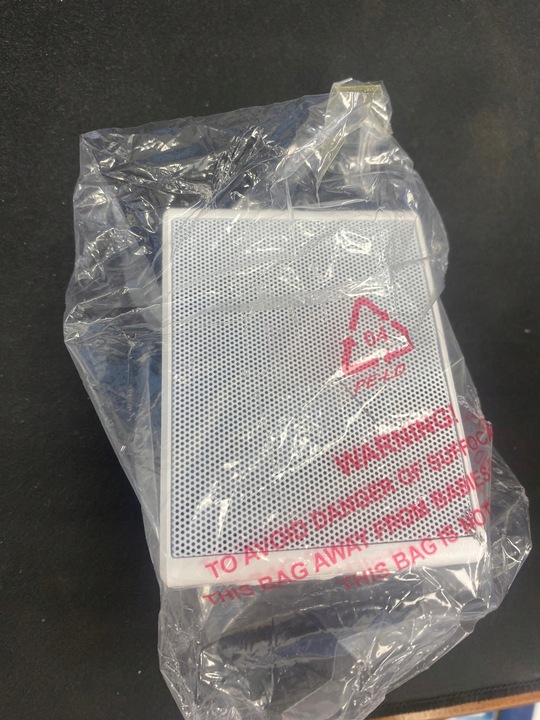 04
PE-LD
WARNING!
TO AVOID DANGER OF SUFFOCA
THIS BAG AWAY FROM BABIES
THIS BAG IS NOT